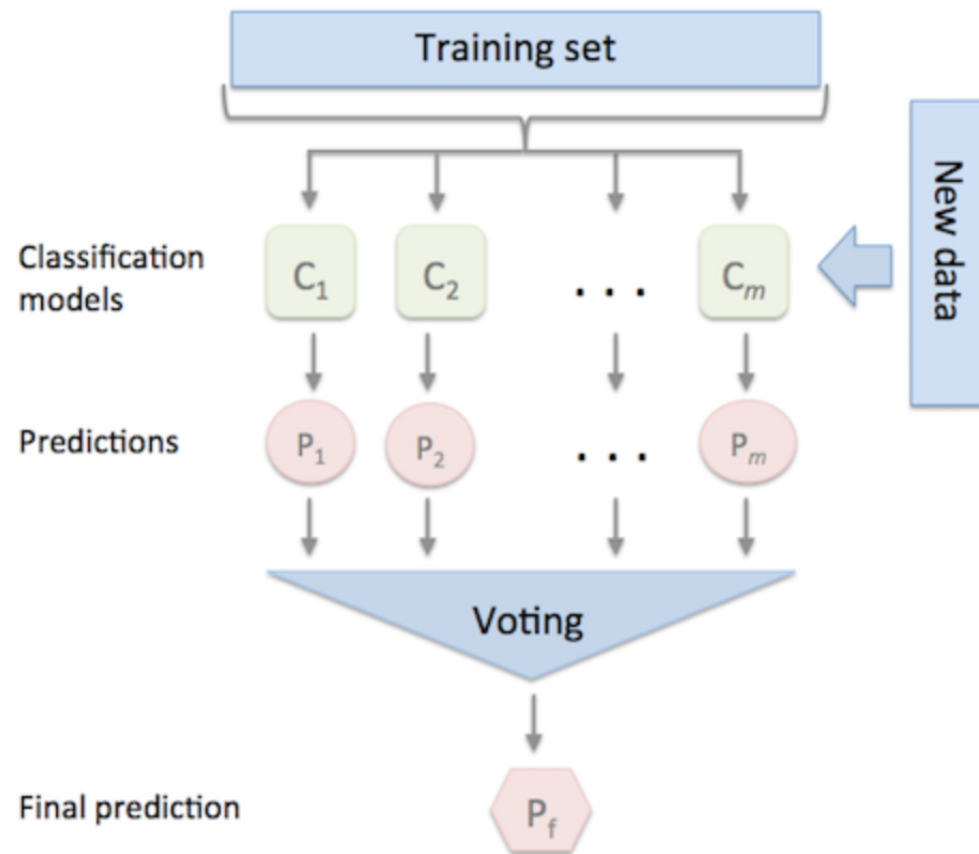 Training set
New data
Classification
models
C1
C2
. . .
Cm
Predictions
P1
P2
. . .
Pm
Voting
Final prediction
Pf